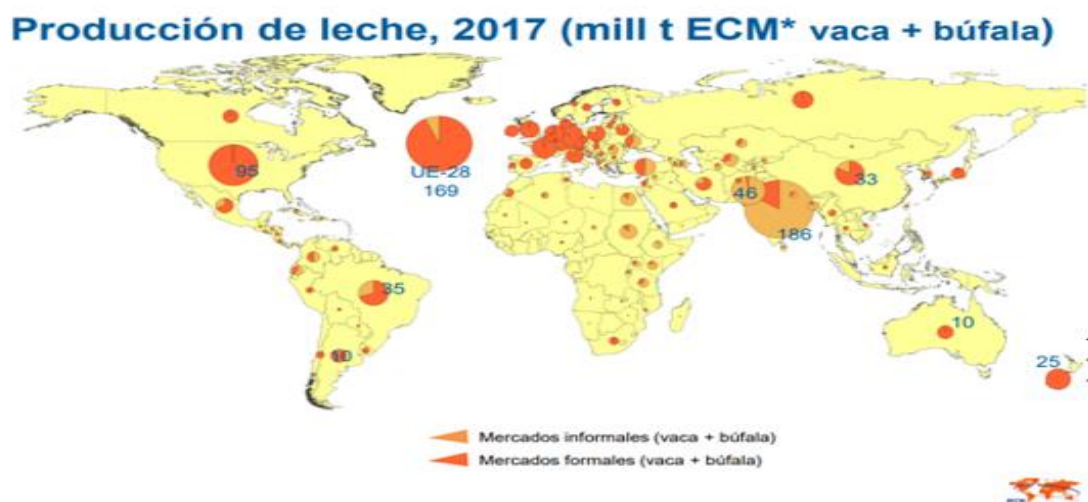 Producción de leche, 2017 (mill t ECM* vaca + búfala)
95
UE-28
169
46
33
186
35
10
10
25
Mercados informales (vaca + búfala)
Mercados formales (vaca + búfala)